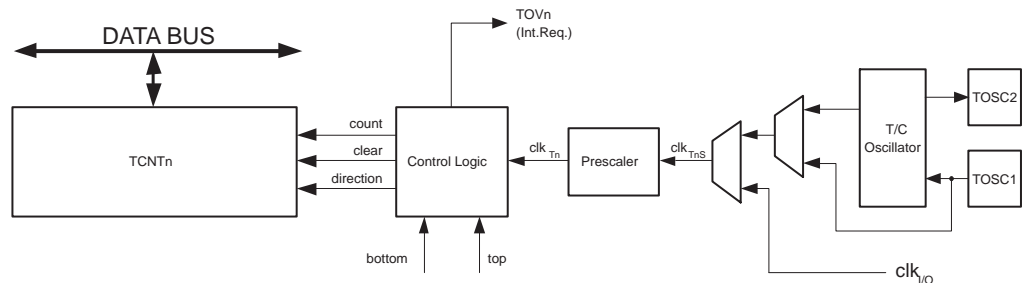 TOVn
(Int.Req.)
DATA BUS
TOSC2
T/C
Oscillator
count
TCNTn
clear
Control Logic
clk Tn
Prescaler
clk TnS
direction
TOSC1
bottom
top
clk I/O